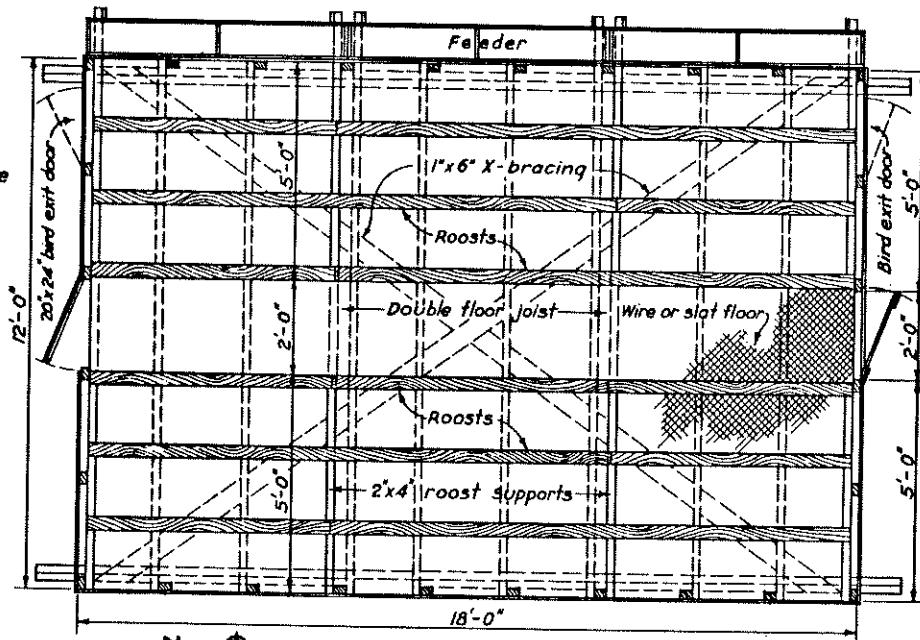 Feeder
5'-0"
1"x6" X-bracing
Roosts
20"x24" bird exit door
Bird exit door
5'-0"
12'-0"
2'-0"
Double floor joist
Wire or slat floor
2'-0"
Roosts
5'-0"
2"x4" roost supports
5'-0"
18'-0"